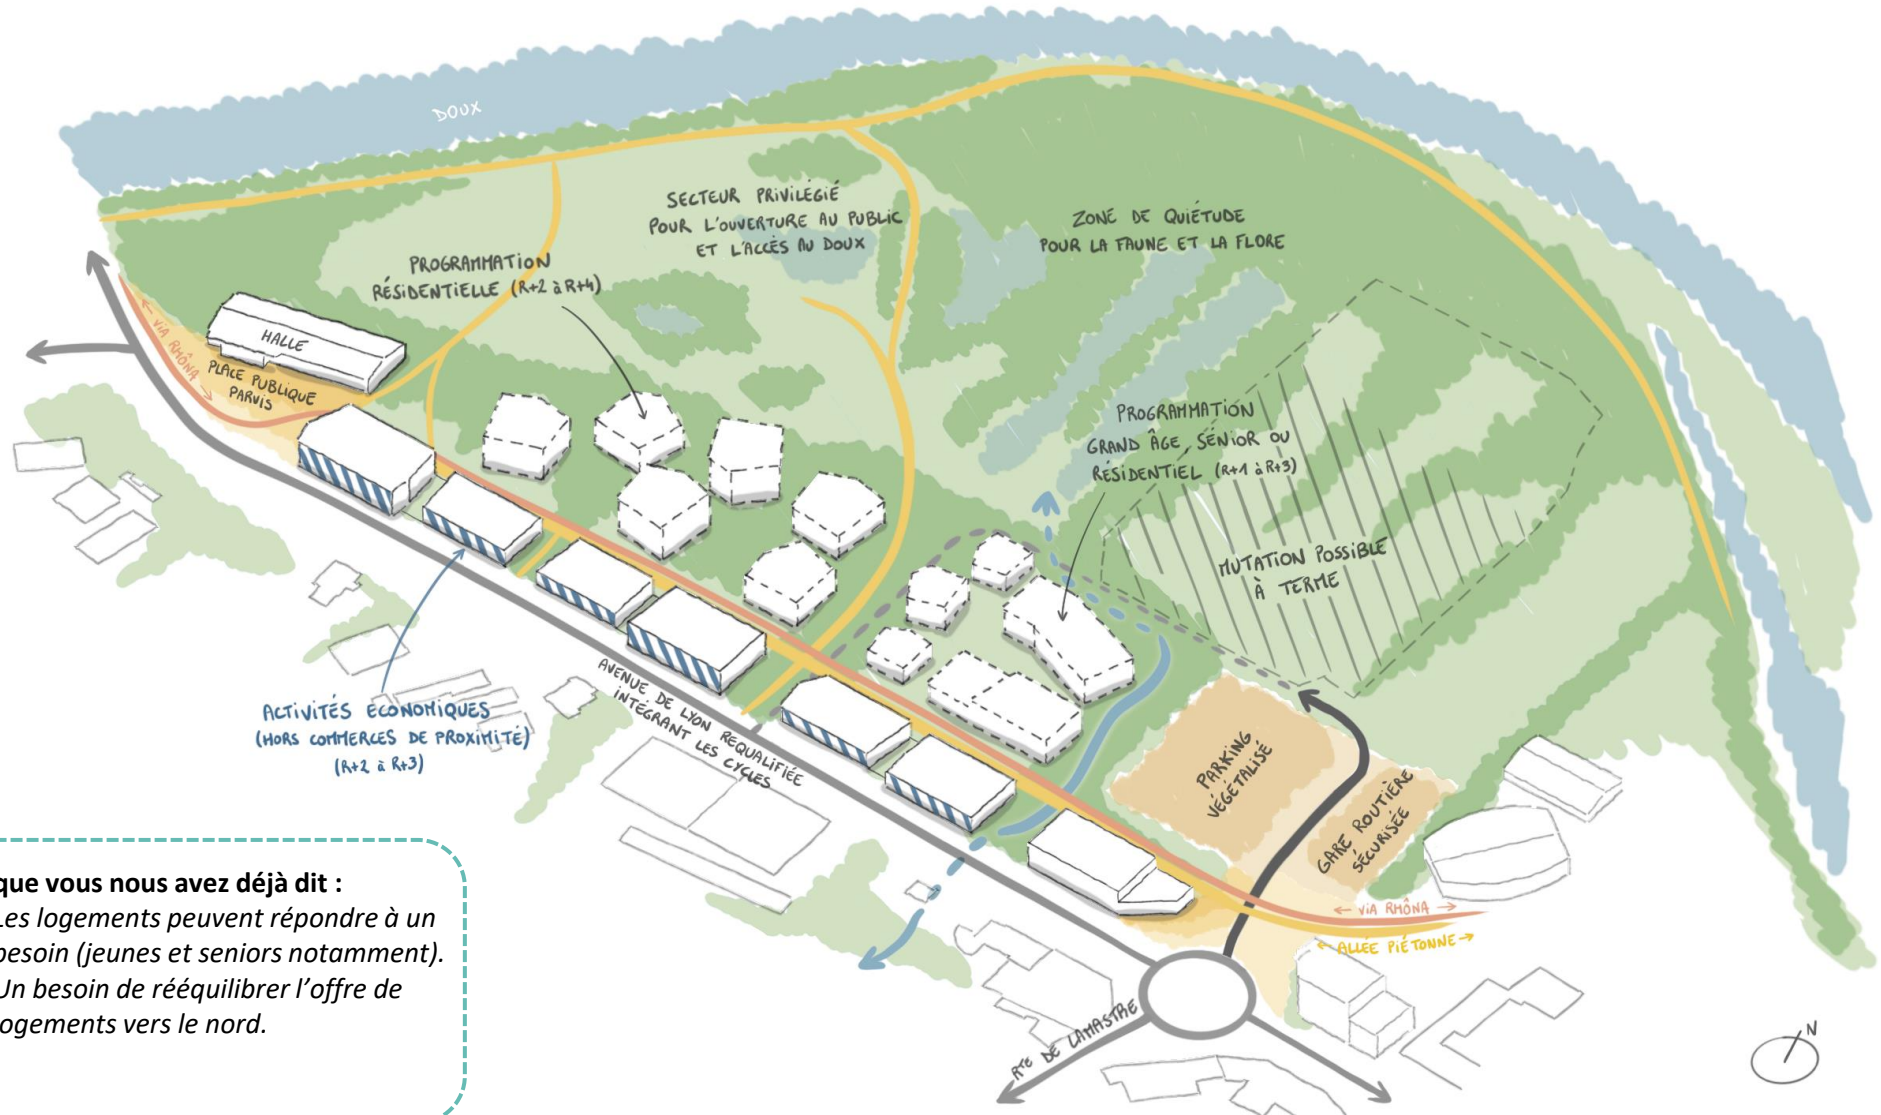 DOUX
SECTEUR PRIVILÉGIÉ
POUR L'OUVERTURE AU PUBLIC
ET L'ACCÈS AU DOUX
ZONE DE QUIÉTUDE
POUR LA FAUNE ET LA FLORE
PROGRAMMATION
RÉSIDENTIELLE (R+2 à R+4)
← VIA RHÔNA →
HALLE
PLACE PUBLIQUE
PARVIS
PROGRAMMATION
GRAND ÂGE, SÉNIOR OU
RÉSIDENTIEL (R+1 à R+3)
MUTATION POSSIBLE
À TERME
ACTIVITÉS ÉCONOMIQUES
(HORS COMMERCES DE PROXIMITÉ)
(R+2 à R+3)
AVENUE DE LYON REQUALIFIÉE
INTÉGRANT LES CYCLES
PARKING
VÉGÉTALISÉ
GARE ROUTIÈRE
SÉCURISÉE
← VIA RHÔNA →
← ALLÉE PIÉTONNE →
RTE DE LAMASTRE
N
que vous nous avez déjà dit :
Les logements peuvent répondre à un
besoin (jeunes et seniors notamment).
Un besoin de rééquilibrer l'offre de
logements vers le nord.